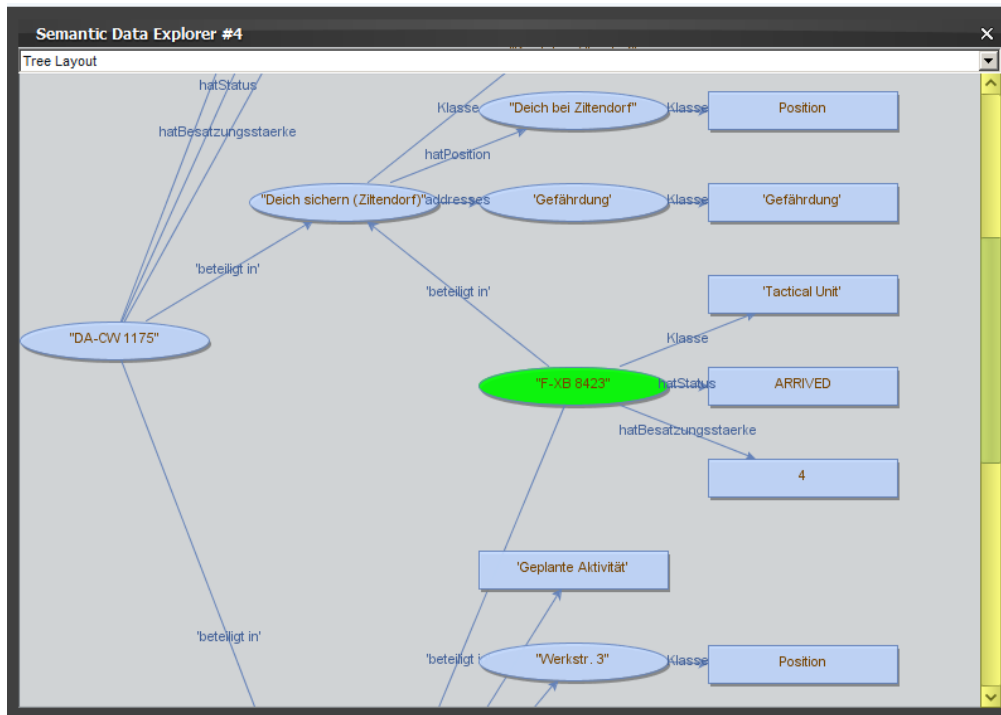 Semantic Data Explorer #4
Tree Layout
hatStatus
hatBesatzungsstaerke
Klasse
"Deich bei Ziltendorf"
Klasse
Position
hatPosition
"Deich sichern (Ziltendorf)"
addresses
'Gefährdung'
Klasse
'Gefährdung'
'beteiligt in'
'beteiligt in'
'Tactical Unit'
"DA-CW 1175"
Klasse
"F-XB 8423"
hatStatus
ARRIVED
hatBesatzungsstaerke
4
'Geplante Aktivität'
'beteiligt in'
'beteiligt i
"Werkstr. 3"
Klasse
Position